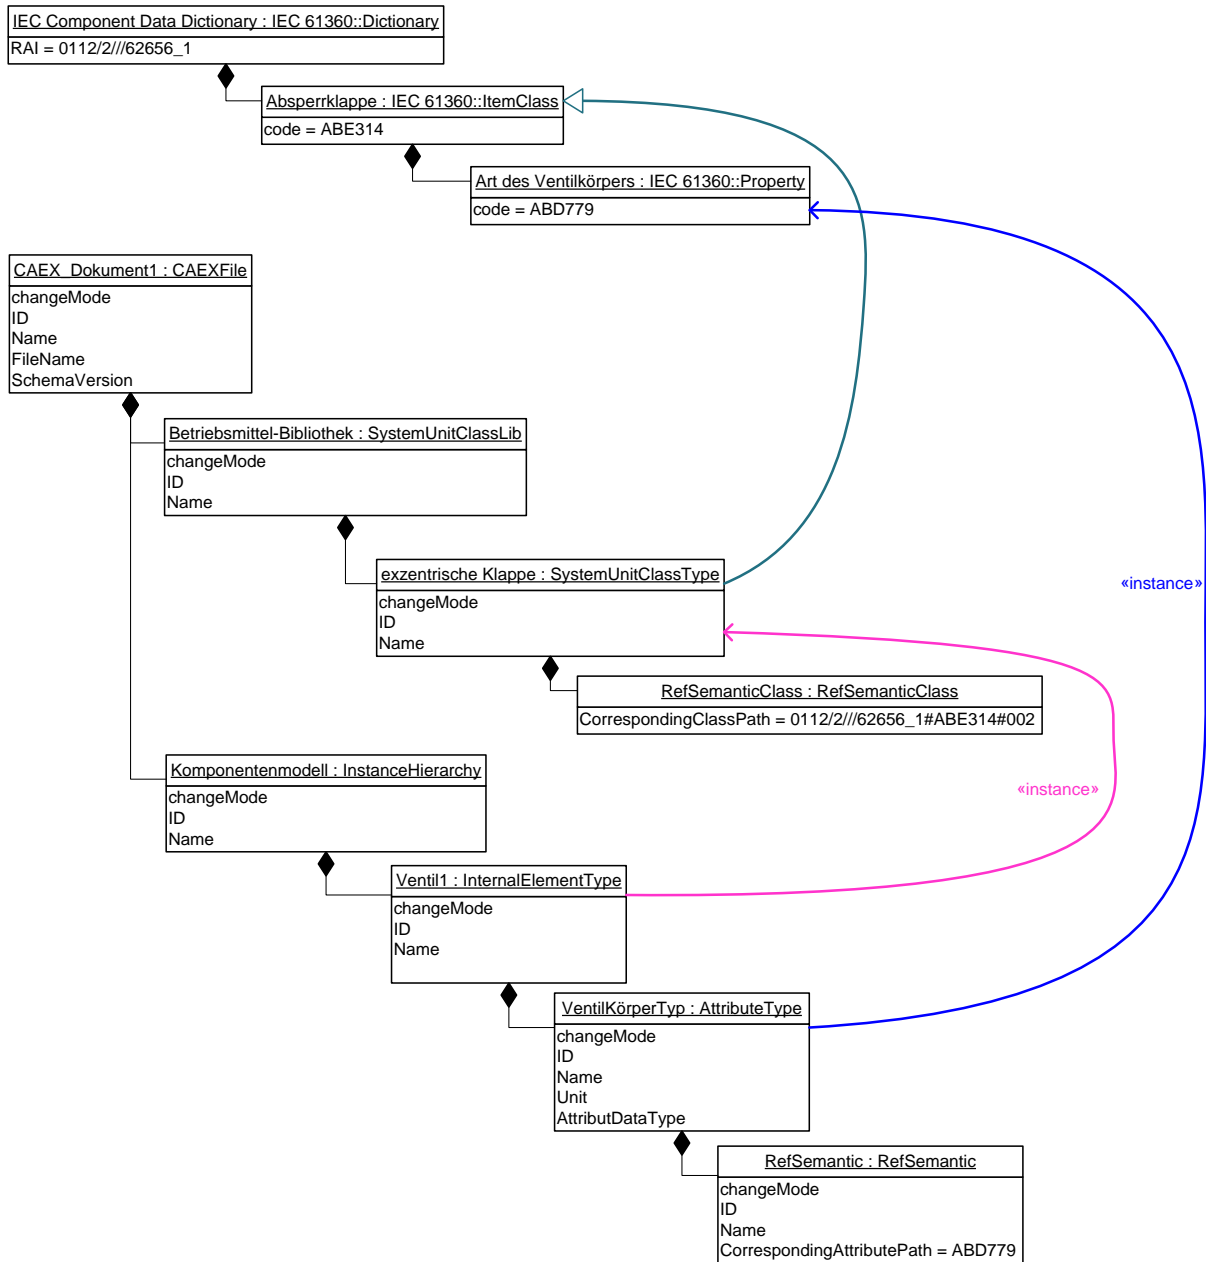 IEC Component Data Dictionary : IEC 61360::Dictionary
RAI = 0112/2///62656_1
Absperrklappe : IEC 61360::ItemClass
code = ABE314
Art des Ventilkörpers : IEC 61360::Property
code = ABD779
CAEX_Dokument1 : CAEXFile
changeMode
ID
Name
FileName
SchemaVersion
Betriebsmittel-Bibliothek : SystemUnitClassLib
changeMode
ID
Name
exzentrische Klappe : SystemUnitClassType
changeMode
ID
Name
«instance»
RefSemanticClass : RefSemanticClass
CorrespondingClassPath = 0112/2///62656_1#ABE314#002
Komponentenmodell : InstanceHierarchy
changeMode
ID
Name
«instance»
Ventil1 : InternalElementType
changeMode
ID
Name
VentilKörperTyp : AttributeType
changeMode
ID
Name
Unit
AttributDataType
RefSemantic : RefSemantic
changeMode
ID
Name
CorrespondingAttributePath = ABD779